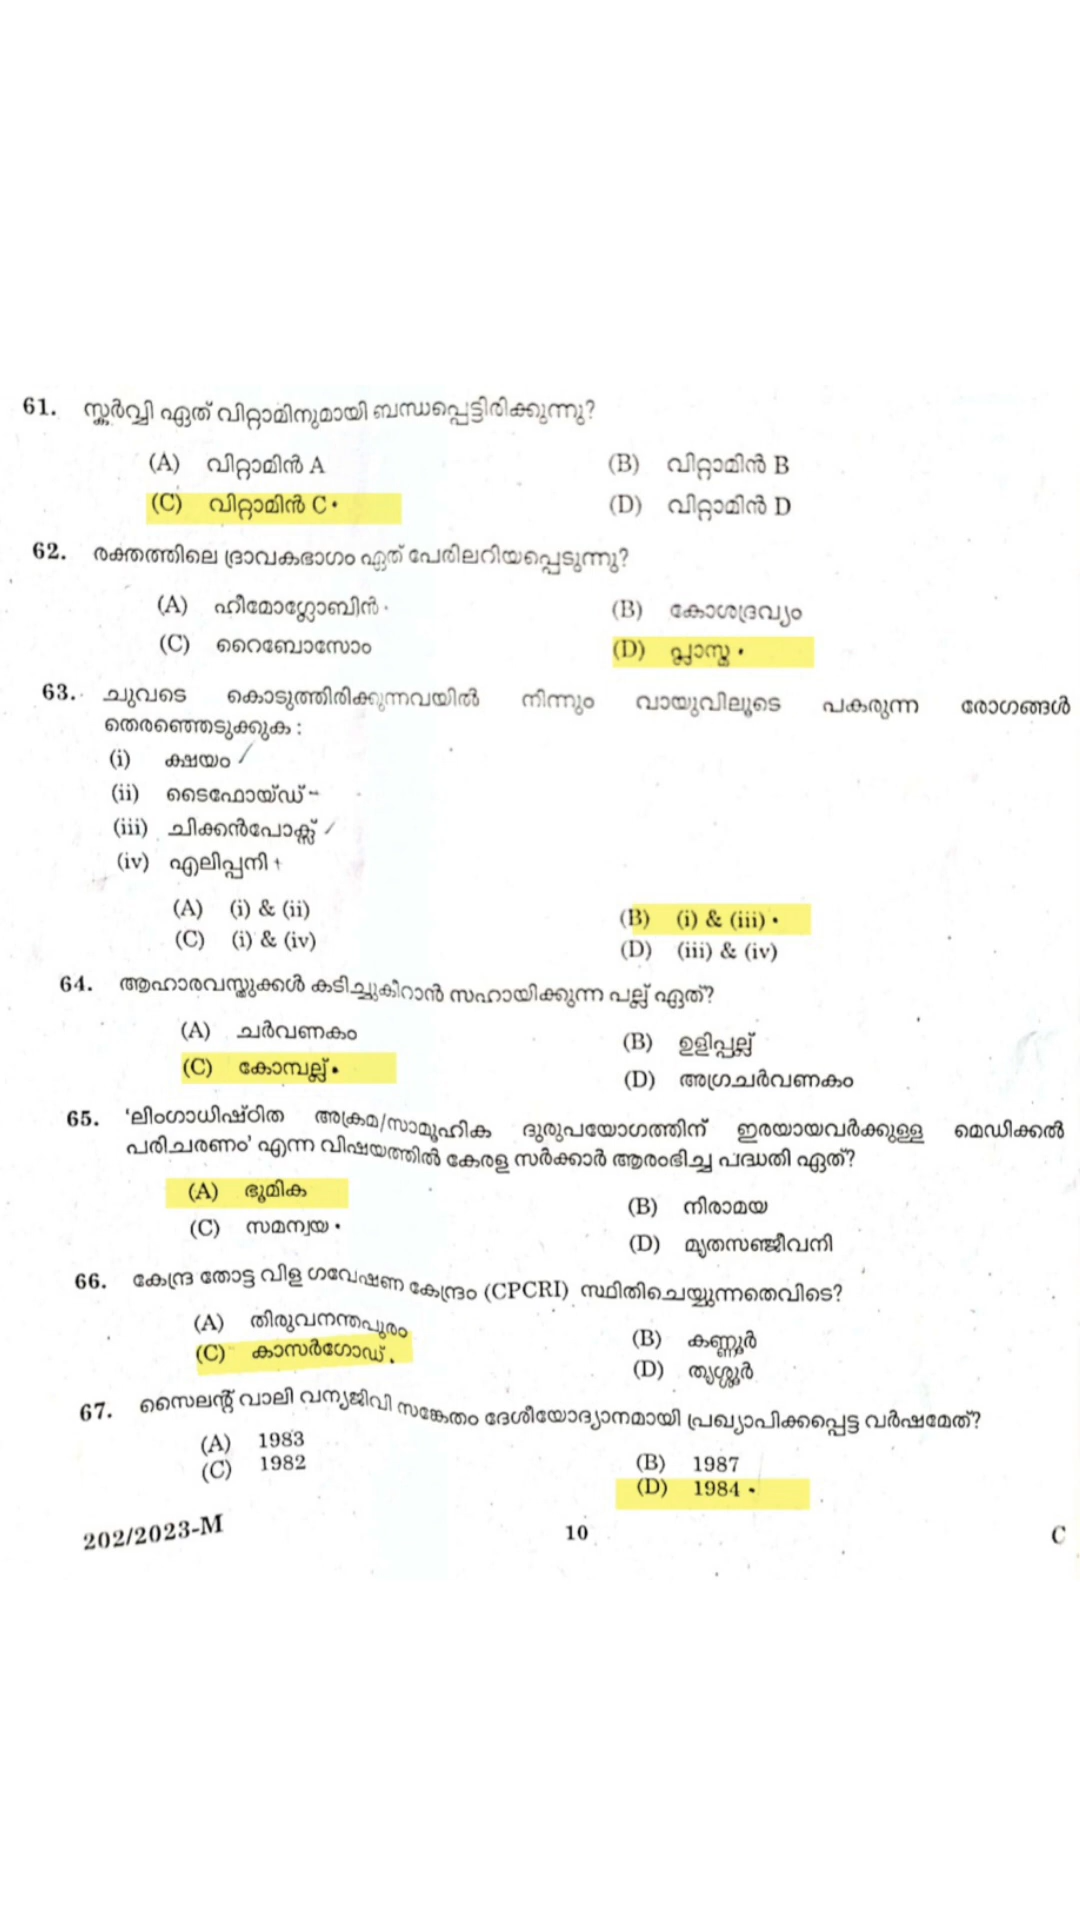 61. സ്കർവ്വി ഏത് വിറ്റാമിനുമായി ബന്ധപ്പെട്ടിരിക്കുന്നു?
(A) വിറ്റാമിൻ A (B) വിറ്റാമിൻ B
(C) വിറ്റാമിൻ C (D) വിറ്റാമിൻ D
62. രക്തത്തിലെ ദ്രാവകഭാഗം ഏത് പേരിലറിയപ്പെടുന്നു?
(A) ഹീമോഗ്ലോബിൻ (B) കോശദ്രവ്യം
(C) റൈബോസോം (D) പ്ലാസ്മ
63. ചുവടെ കൊടുത്തിരിക്കുന്നവയിൽ നിന്നും വായുവിലൂടെ പകരുന്ന രോഗങ്ങൾ
തെരഞ്ഞെടുക്കുക :
(i) ക്ഷയം
(ii) ടൈഫോയ്ഡ്
(iii) ചിക്കൻപോക്സ്
(iv) എലിപ്പനി
(A) (i) & (ii) (B) (i) & (iii)
(C) (i) & (iv) (D) (iii) & (iv)
64. ആഹാരവസ്തുക്കൾ കടിച്ചുകീറാൻ സഹായിക്കുന്ന പല്ല് ഏത്?
(A) ചർവണകം (B) ഉളിപ്പല്ല്
(C) കോമ്പല്ല് (D) അഗ്രചർവണകം
65. 'ലിംഗാധിഷ്ഠിത അക്രമ/സാമൂഹിക ദുരുപയോഗത്തിന് ഇരയായവർക്കുള്ള മെഡിക്കൽ
പരിചരണം' എന്ന വിഷയത്തിൽ കേരള സർക്കാർ ആരംഭിച്ച പദ്ധതി ഏത്?
(A) ഭൂമിക (B) നിരാമയ
(C) സമന്വയ (D) മൃതസഞ്ജീവനി
66. കേന്ദ്ര തോട്ട വിള ഗവേഷണ കേന്ദ്രം (CPCRI) സ്ഥിതിചെയ്യുന്നതെവിടെ?
(A) തിരുവനന്തപുരം (B) കണ്ണൂർ
(C) കാസർഗോഡ് (D) തൃശ്ശൂർ
67. സൈലന്റ് വാലി വന്യജീവി സങ്കേതം ദേശീയോദ്യാനമായി പ്രഖ്യാപിക്കപ്പെട്ട വർഷമേത്?
(A) 1983 (B) 1987
(C) 1982 (D) 1984
202/2023-M 10 C